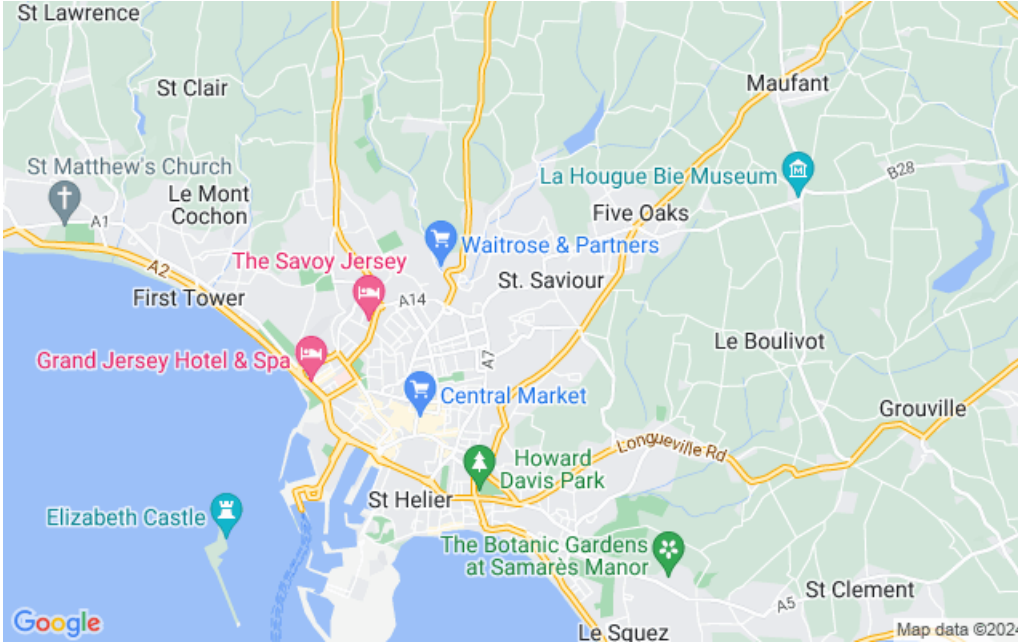 St Lawrence
St Clair
Maufant
St Matthew's Church
Le Mont
Cochon
A1
La Hougue Bie Museum
B28
Five Oaks
Waitrose & Partners
The Savoy Jersey
A2
First Tower
A14
St. Saviour
Le Boulivot
Grand Jersey Hotel & Spa
A7
Central Market
Grouville
Longueville Rd
Howard
Davis Park
St Helier
Elizabeth Castle
The Botanic Gardens
at Samarès Manor
St Clement
A5
Le Squez
Google
Map data ©2024